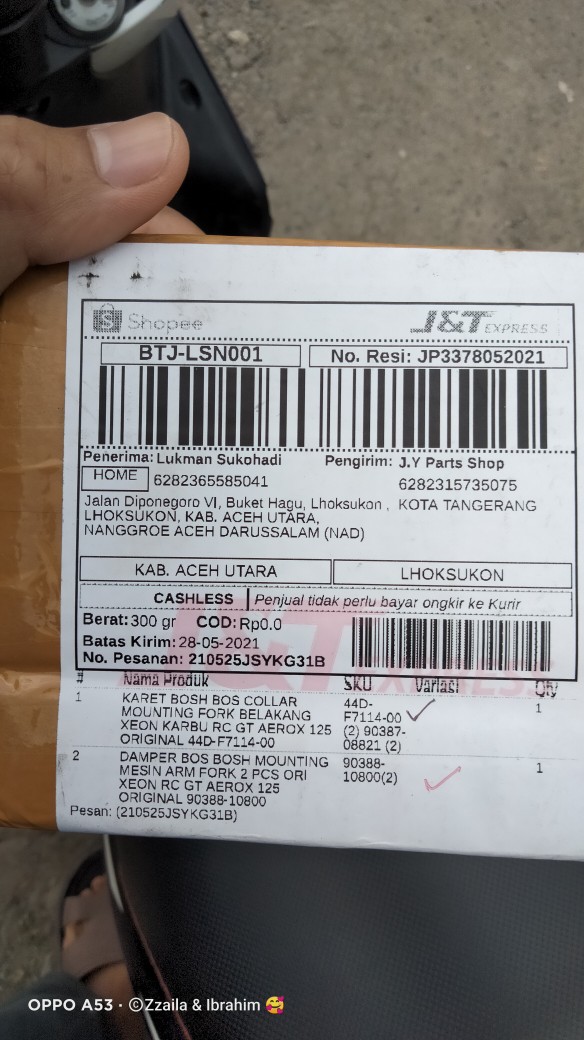 Shopee
J&T EXPRESS
BTJ-LSN001
No. Resi: JP3378052021
Penerima: Lukman Sukohadi
Pengirim: J.Y Parts Shop
HOME 6282365585041
6282315735075
Jalan Diponegoro VI, Buket Hagu, Lhoksukon ,
KOTA TANGERANG
LHOKSUKON, KAB. ACEH UTARA,
NANGGROE ACEH DARUSSALAM (NAD)
KAB. ACEH UTARA
LHOKSUKON
CASHLESS Penjual tidak perlu bayar ongkir ke Kurir
Berat: 300 gr COD: Rp0.0
Batas Kirim: 28-05-2021
No. Pesanan: 210525JSYKG31B
J&T EXPRESS
# Nama Produk SKU Variasi Qty
1 KARET BOSH BOS COLLAR 44D- 1
MOUNTING FORK BELAKANG F7114-00
XEON KARBU RC GT AEROX 125 (2) 90387-
ORIGINAL 44D-F7114-00 08821 (2)
2 DAMPER BOS BOSH MOUNTING 90388- 1
MESIN ARM FORK 2 PCS ORI 10800(2)
XEON RC GT AEROX 125
ORIGINAL 90388-10800
Pesan: (210525JSYKG31B)
OPPO A53 · ©Zzaila & Ibrahim 🥰